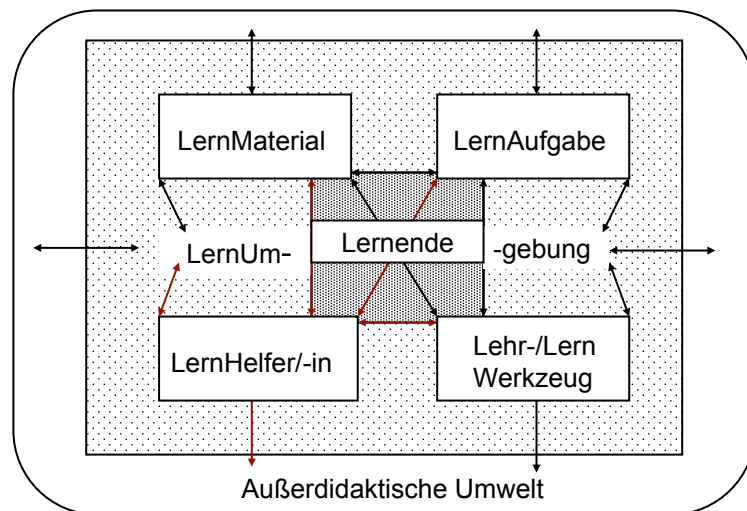 LernMaterial
LernAufgabe
LernUm-
Lernende
-gebung
LernHelfer/-in
Lehr-/Lern
Werkzeug
Außerdidaktische Umwelt